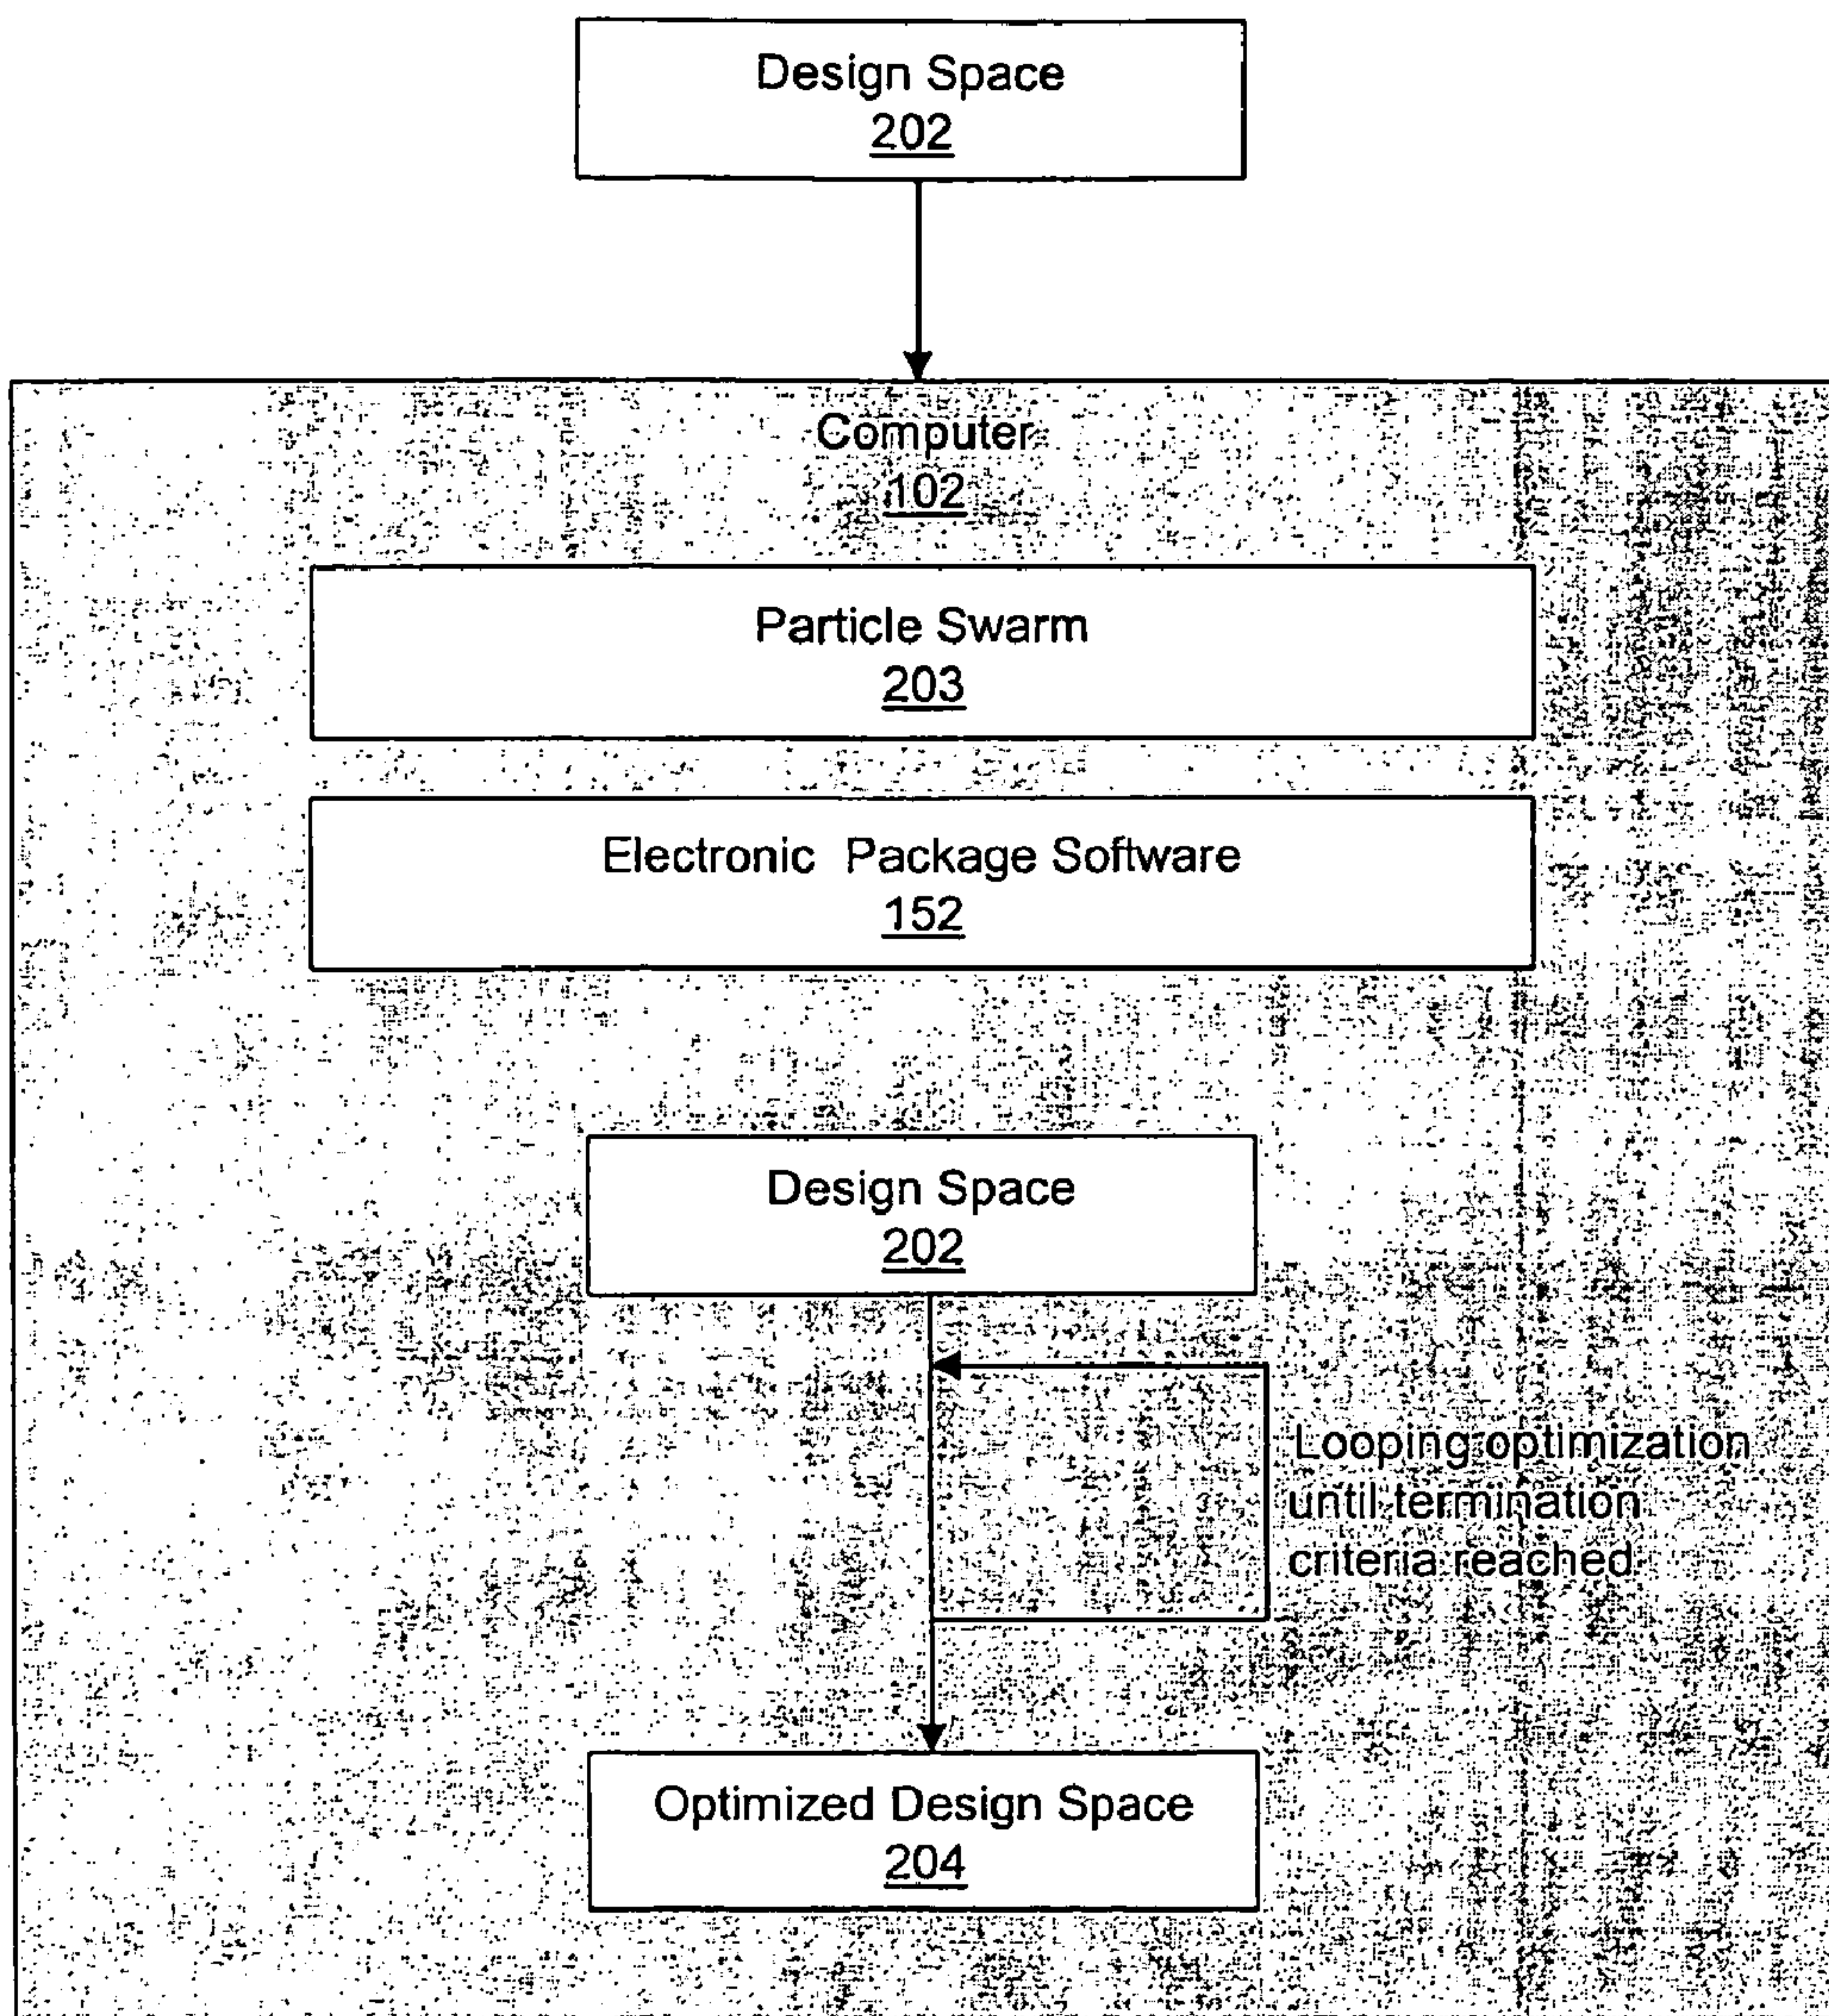 Design Space
202
Computer
102
Particle Swarm
203
Electronic Package Software
152
Design Space
202
Looping optimization
until termination
criteria reached
Optimized Design Space
204